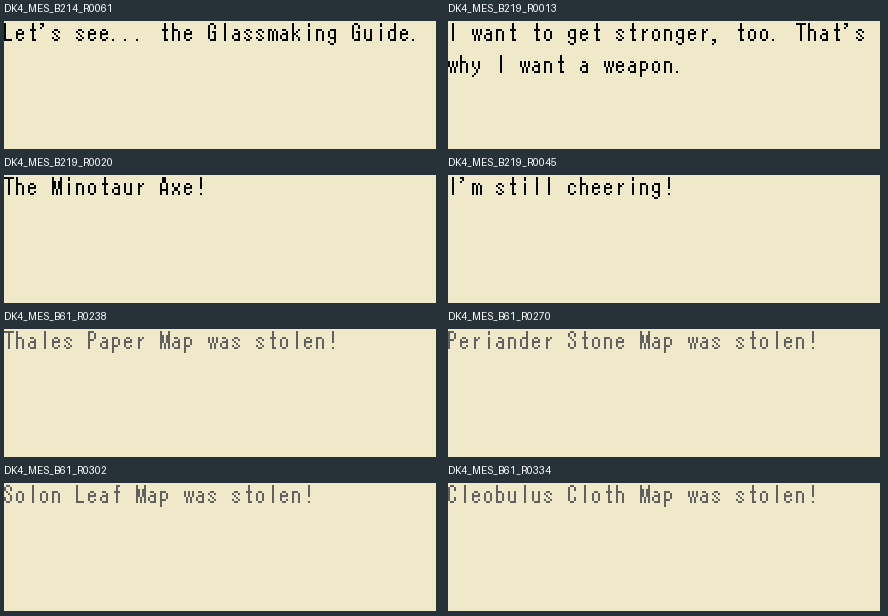 DK4_MES_B214_R0061
Let's see... the Glassmaking Guide.
DK4_MES_B219_R0013
I want to get stronger, too. That's
why I want a weapon.
DK4_MES_B219_R0020
The Minotaur Axe!
DK4_MES_B219_R0045
I'm still cheering!
DK4_MES_B61_R0238
Thales Paper Map was stolen!
DK4_MES_B61_R0270
Periander Stone Map was stolen!
DK4_MES_B61_R0302
Solon Leaf Map was stolen!
DK4_MES_B61_R0334
Cleobulus Cloth Map was stolen!